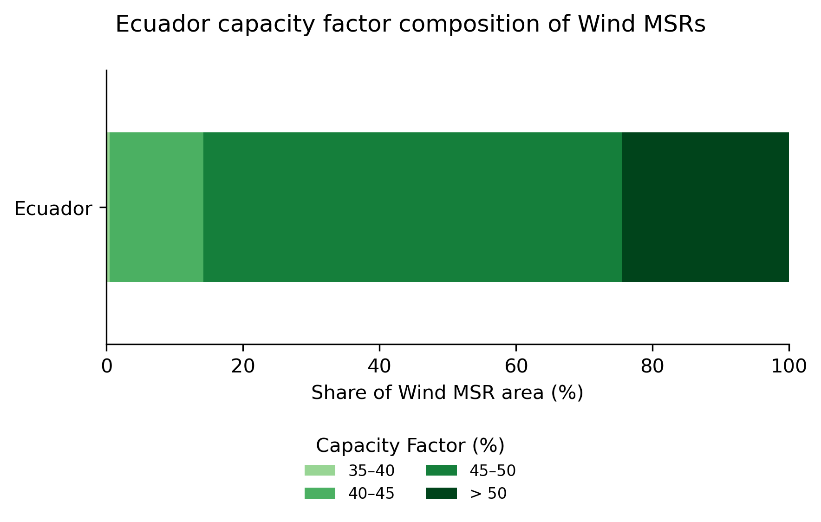 Ecuador capacity factor composition of Wind MSRs
Ecuador
0 20 40 60 80 100
Share of Wind MSR area (%)
Capacity Factor (%)
35–40 45–50
40–45 > 50